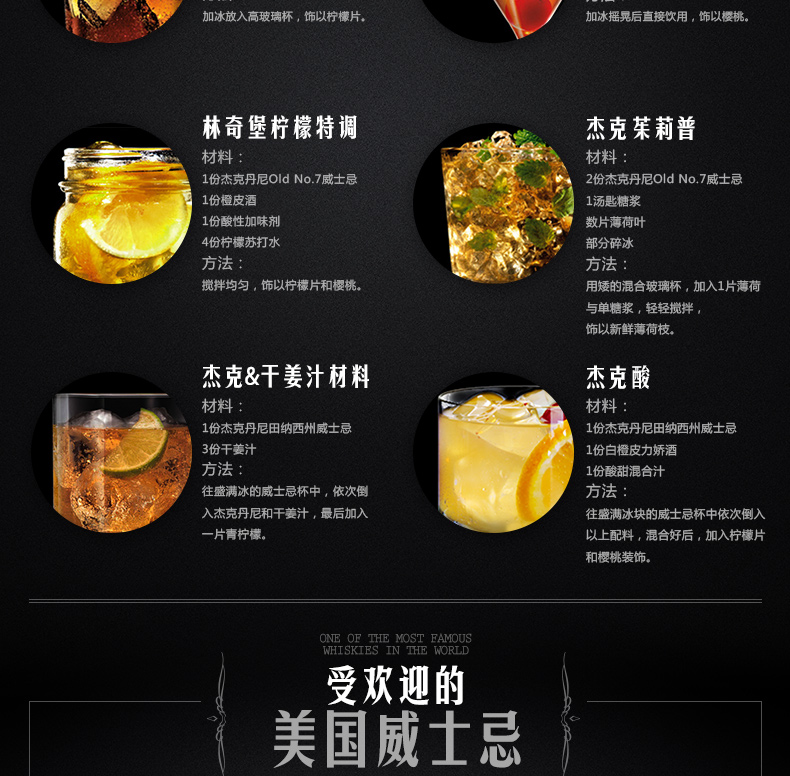 加冰放入高玻璃杯，饰以柠檬片。
加冰摇晃后直接饮用，饰以樱桃。
林奇堡柠檬特调
材料：
1份杰克丹尼Old No.7威士忌
1份橙皮酒
1份酸性加味剂
4份柠檬苏打水
方法：
搅拌均匀，饰以柠檬片和樱桃。
杰克茱莉普
材料：
2份杰克丹尼Old No.7威士忌
1汤匙糖浆
数片薄荷叶
部分碎冰
方法：
用矮的混合玻璃杯，加入1片薄荷
与单糖浆，轻轻搅拌，
饰以新鲜薄荷枝。
杰克&干姜汁材料
材料：
1份杰克丹尼田纳西州威士忌
3份干姜汁
方法：
往盛满冰的威士忌杯中，依次倒
入杰克丹尼和干姜汁，最后加入
一片青柠檬。
杰克酸
材料：
1份杰克丹尼田纳西州威士忌
1份白橙皮力娇酒
1份酸甜混合汁
方法：
往盛满冰块的威士忌杯中依次倒入
以上配料，混合好后，加入柠檬片
和樱桃装饰。
ONE OF THE MOST FAMOUS
WHISKIES IN THE WORLD
受欢迎的
美国威士忌